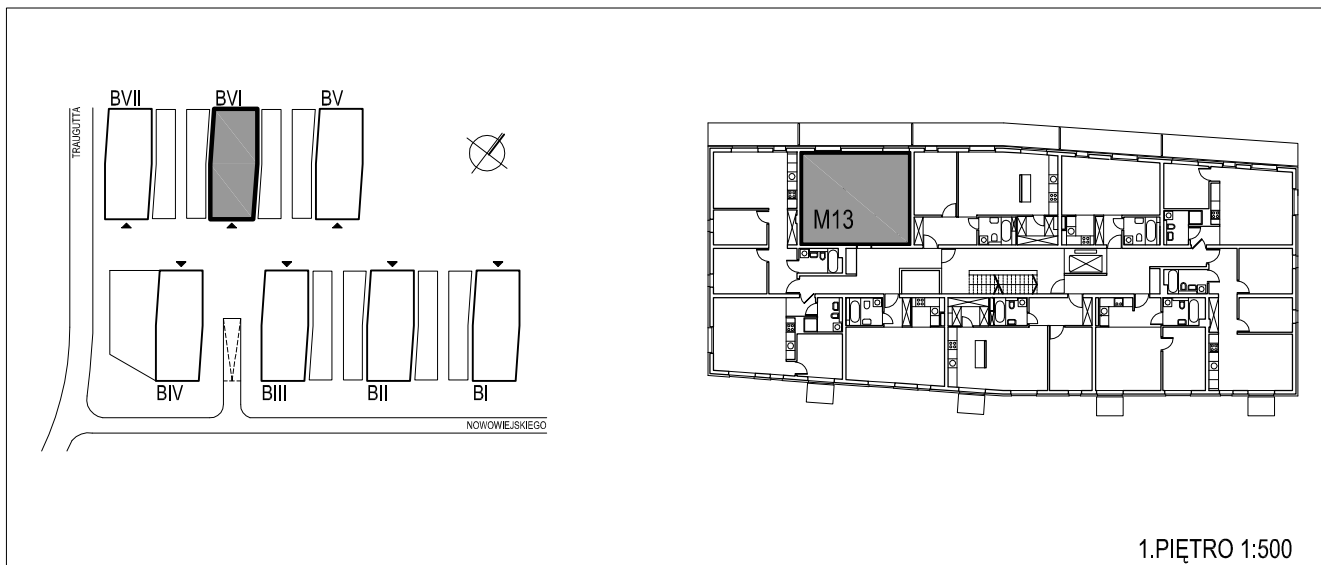 BVII
BVI
BV
TRAUGUTTA
M13
BIV
BIII
BII
BI
NOWOWIEJSKIEGO
1.PIĘTRO 1:500